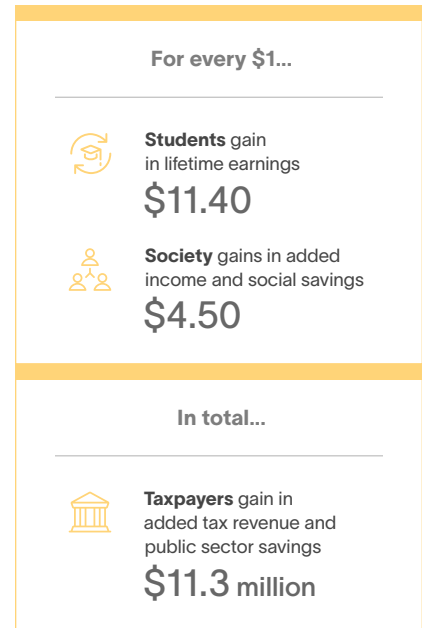 For every $1...
Students gain
in lifetime earnings
$11.40
Society gains in added
income and social savings
$4.50
In total...
Taxpayers gain in
added tax revenue and
public sector savings
$11.3 million